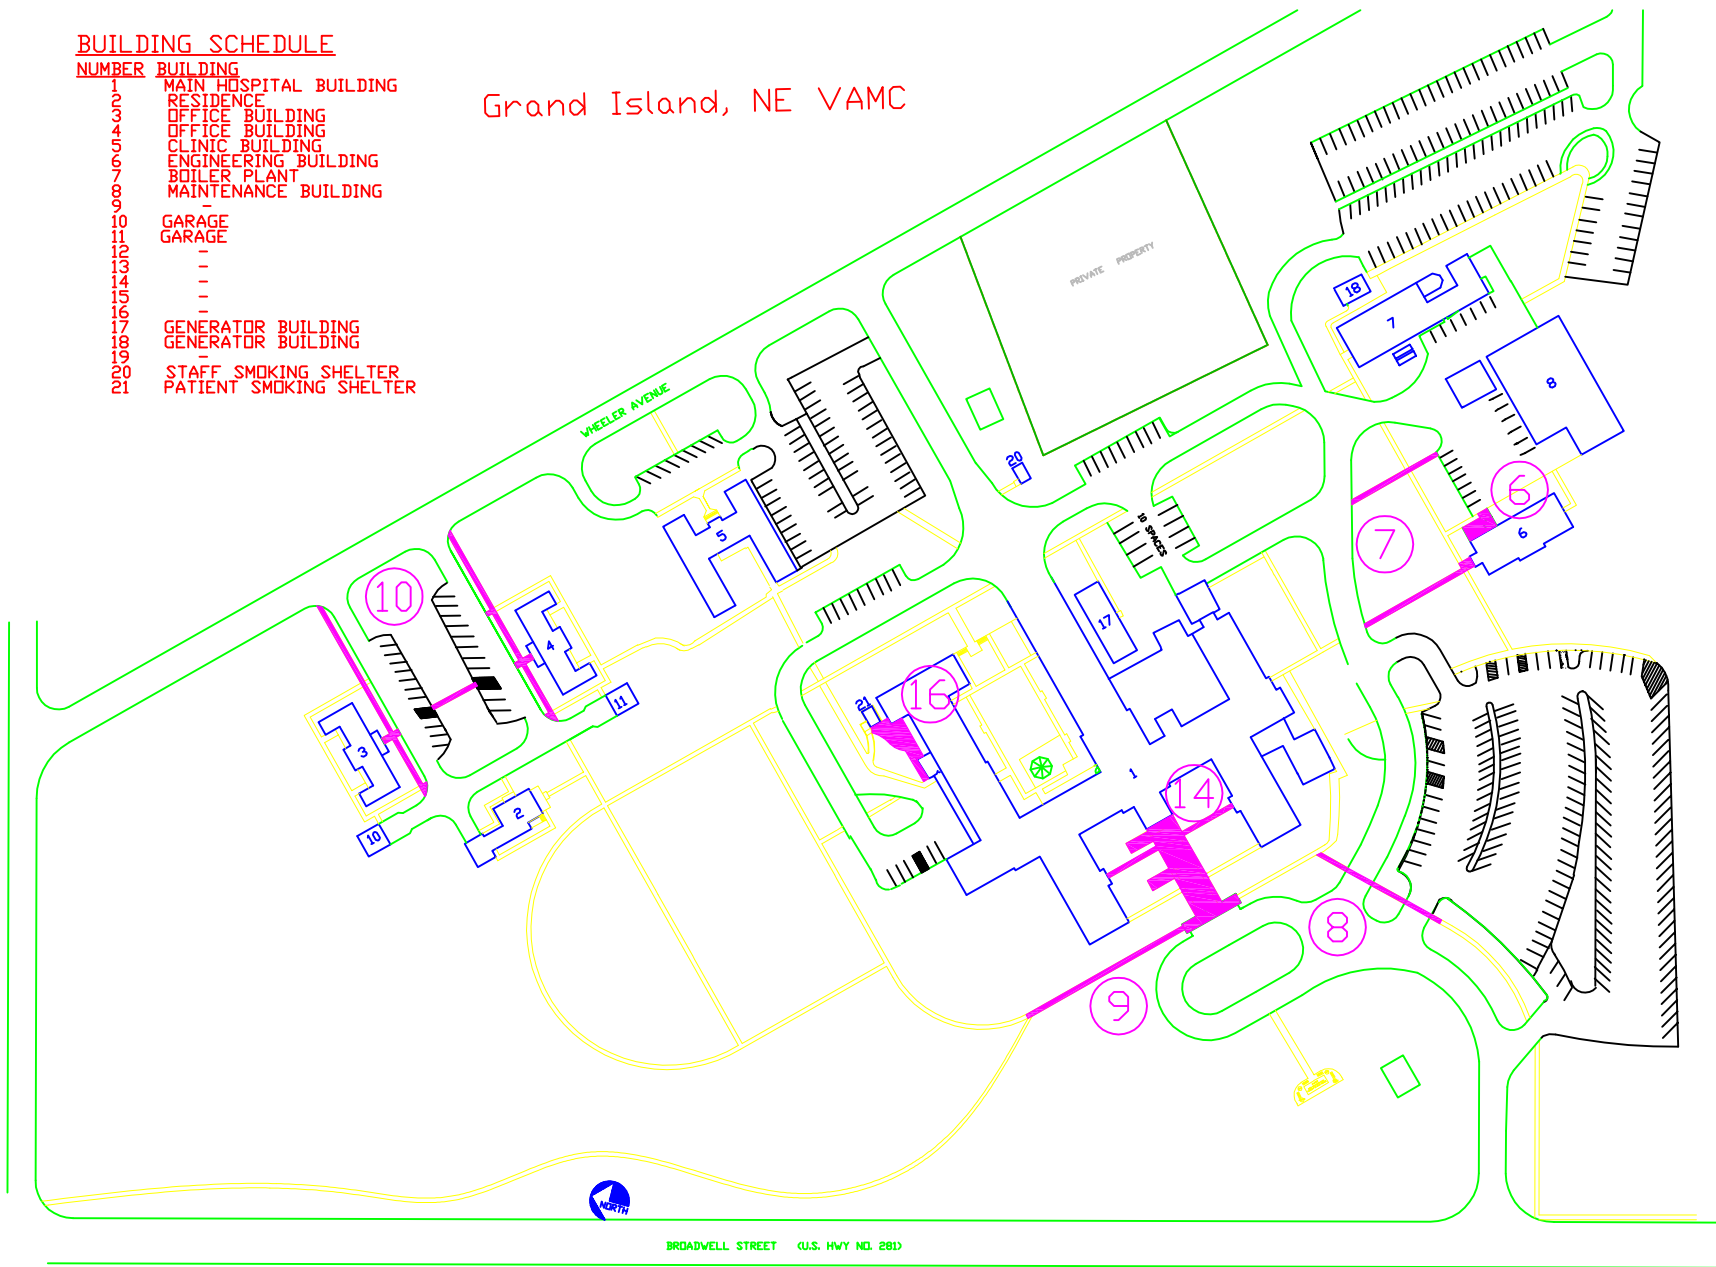 BUILDING SCHEDULE
NUMBER BUILDING
1 MAIN HOSPITAL BUILDING
2 RESIDENCE
3 OFFICE BUILDING
4 OFFICE BUILDING
5 CLINIC BUILDING
6 ENGINEERING BUILDING
7 BOILER PLANT
8 MAINTENANCE BUILDING
9 -
10 GARAGE
11 GARAGE
12 -
13 -
14 -
15 -
16 -
17 GENERATOR BUILDING
18 GENERATOR BUILDING
19 -
20 STAFF SMOKING SHELTER
21 PATIENT SMOKING SHELTER
Grand Island, NE VAMC
PRIVATE PROPERTY
WHEELER AVENUE
18
7
8
20
6
6
7
10 SPACES
5
10
4
17
11
3
21
16
1
14
2
10
8
9
NORTH
BROADWELL STREET (U.S. HWY NO. 281)